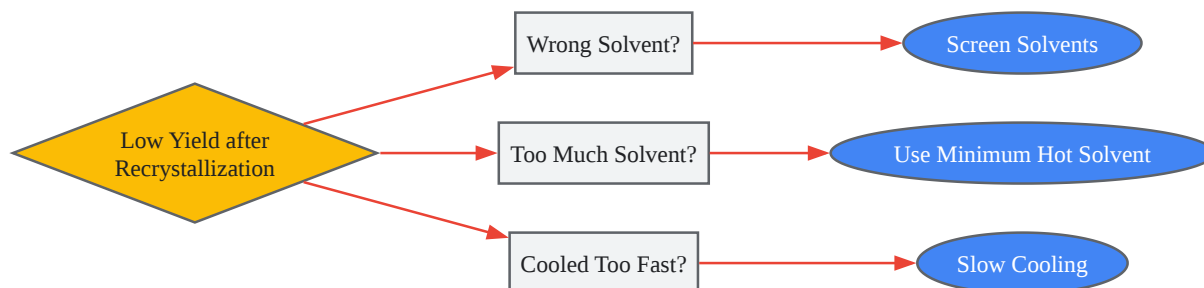 Low Yield after
Recrystallization
Wrong Solvent?
Screen Solvents
Too Much Solvent?
Use Minimum Hot Solvent
Cooled Too Fast?
Slow Cooling